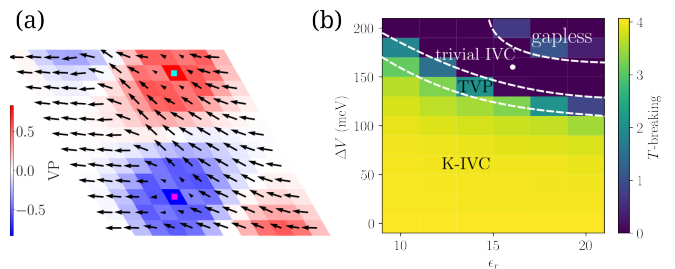 (a)
(b)
0.5
0.0
−0.5
VP
200
150
100
50
0
ΔV (meV)
gapless
trivial IVC
TVP
K-IVC
10
15
20
ϵr
4
3
2
1
0
T-breaking